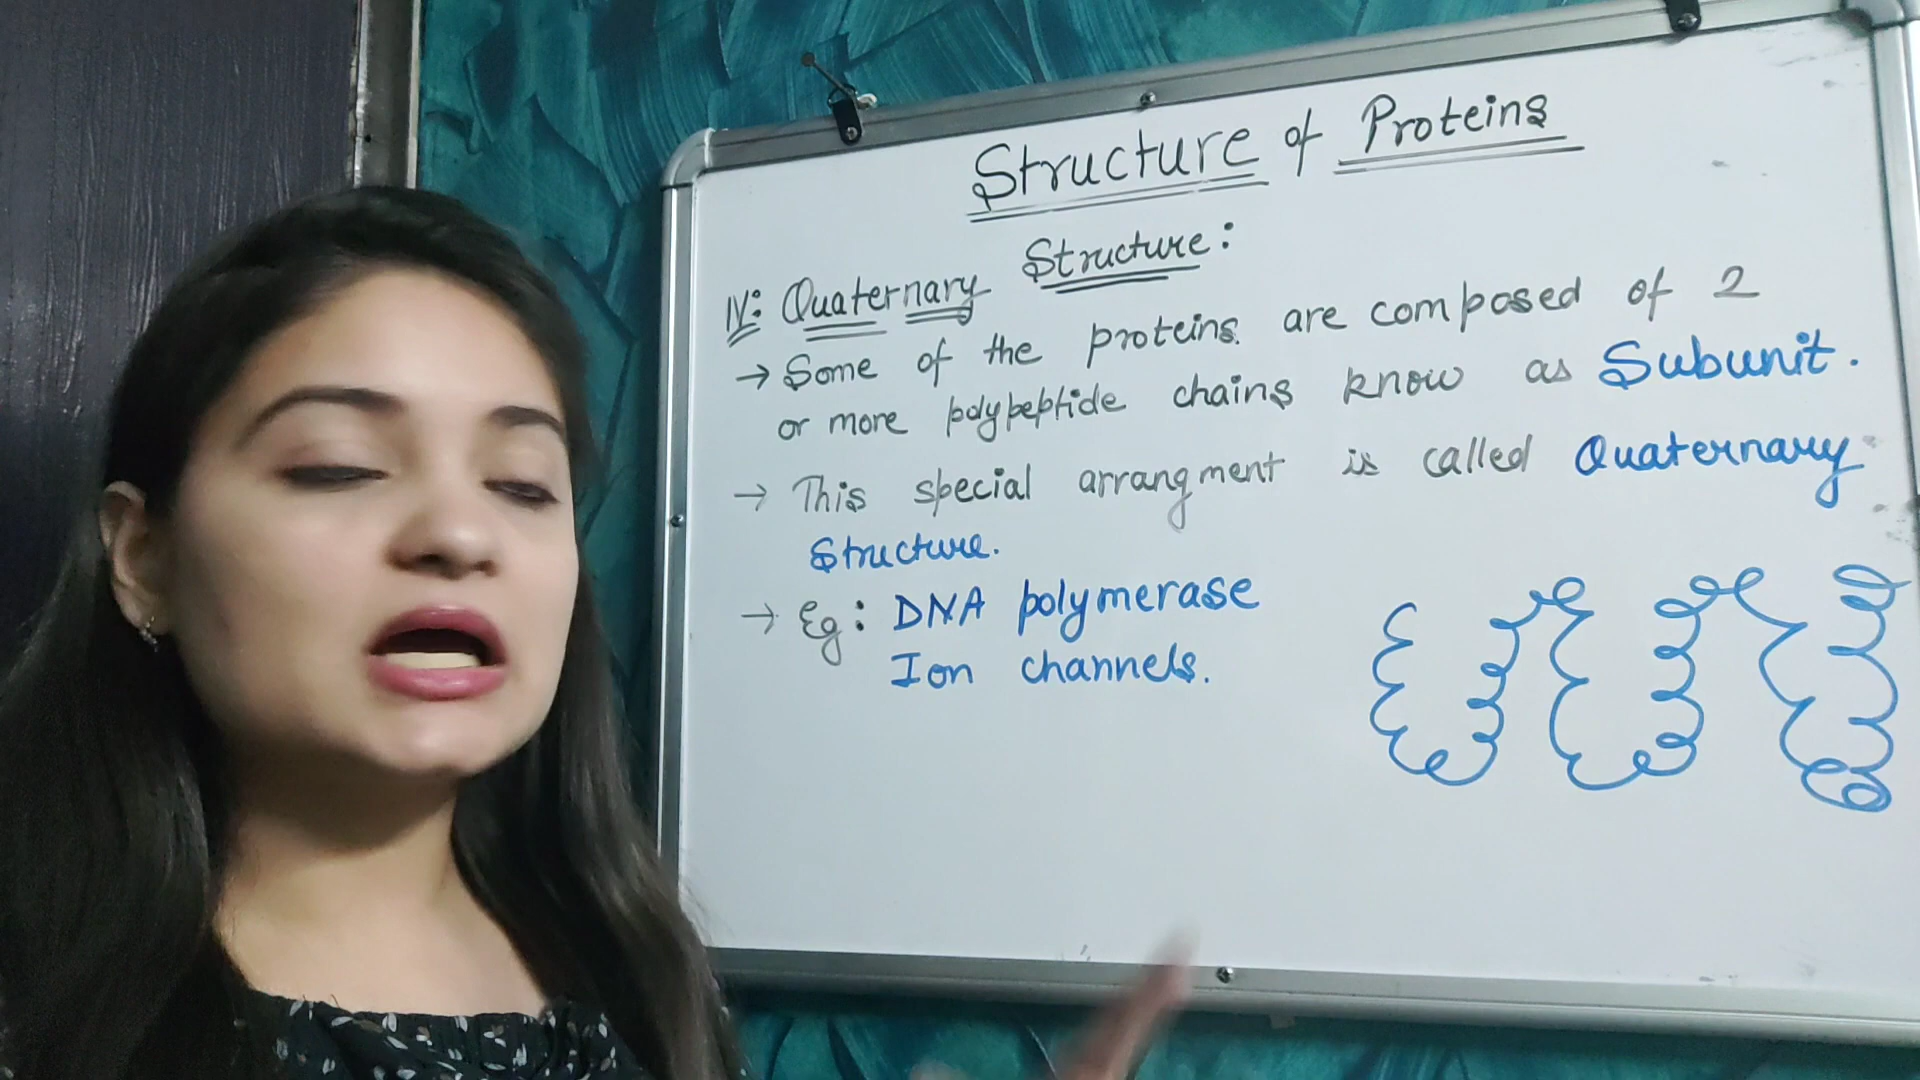 Structure of Proteins
IV: Quaternary Structure:
→ Some of the proteins are composed of 2
or more polypeptide chains know as Subunit.
→ This special arrangment is called Quaternary
Structure.
→ Eg: DNA polymerase
Ion channels.